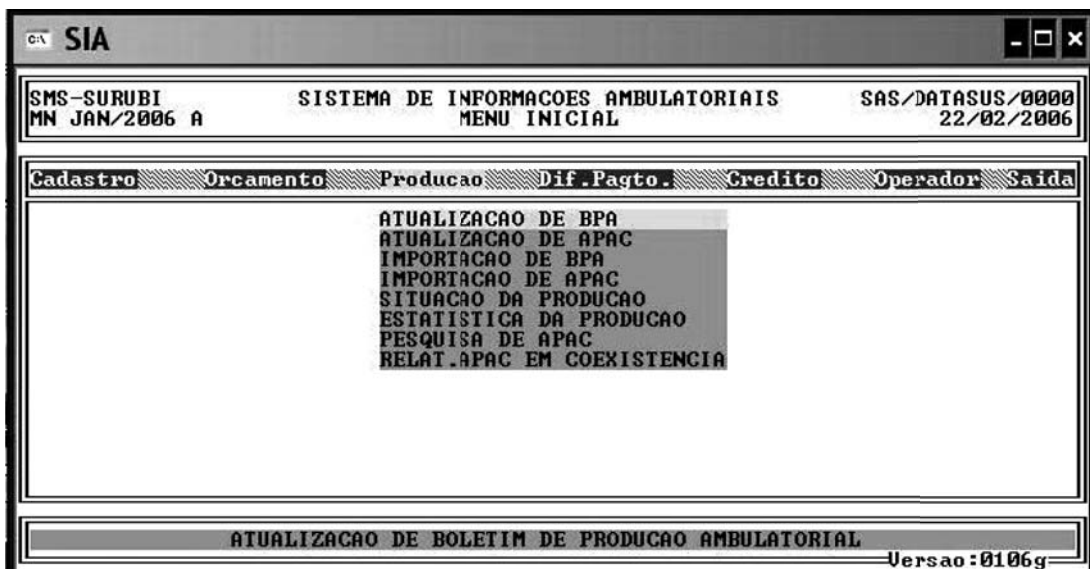 C:\ SIA
SMS-SURUBI SISTEMA DE INFORMACOES AMBULATORIAIS SAS/DATASUS/0000
MN JAN/2006 A MENU INICIAL 22/02/2006
Cadastro Orcamento Producao Dif.Pagto. Credito Operador Saida
ATUALIZACAO DE BPA
ATUALIZACAO DE APAC
IMPORTACAO DE BPA
IMPORTACAO DE APAC
SITUACAO DA PRODUCAO
ESTATISTICA DA PRODUCAO
PESQUISA DE APAC
RELAT.APAC EM COEXISTENCIA
ATUALIZACAO DE BOLETIM DE PRODUCAO AMBULATORIAL
Versao:0106g